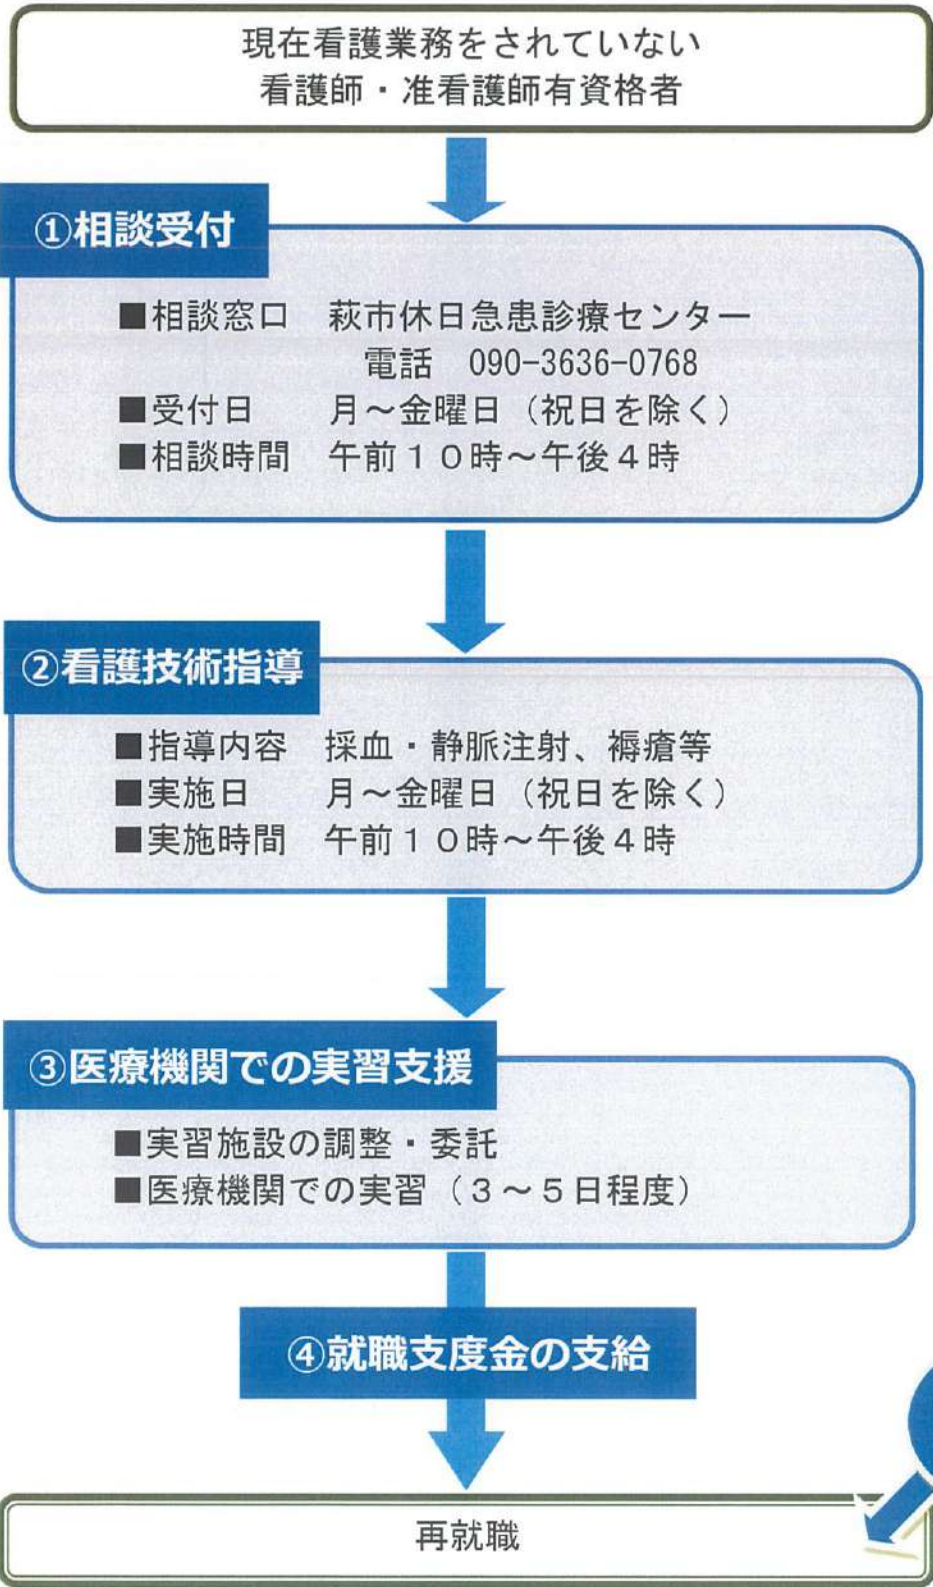 現在看護業務をされていない
看護師・准看護師有資格者
①相談受付
■相談窓口　萩市休日急患診療センター
電話　090-3636-0768
■受付日　月～金曜日（祝日を除く）
■相談時間　午前１０時～午後４時
②看護技術指導
■指導内容　採血・静脈注射、褥瘡等
■実施日　月～金曜日（祝日を除く）
■実施時間　午前１０時～午後４時
③医療機関での実習支援
■実習施設の調整・委託
■医療機関での実習（３～５日程度）
④就職支度金の支給
再就職